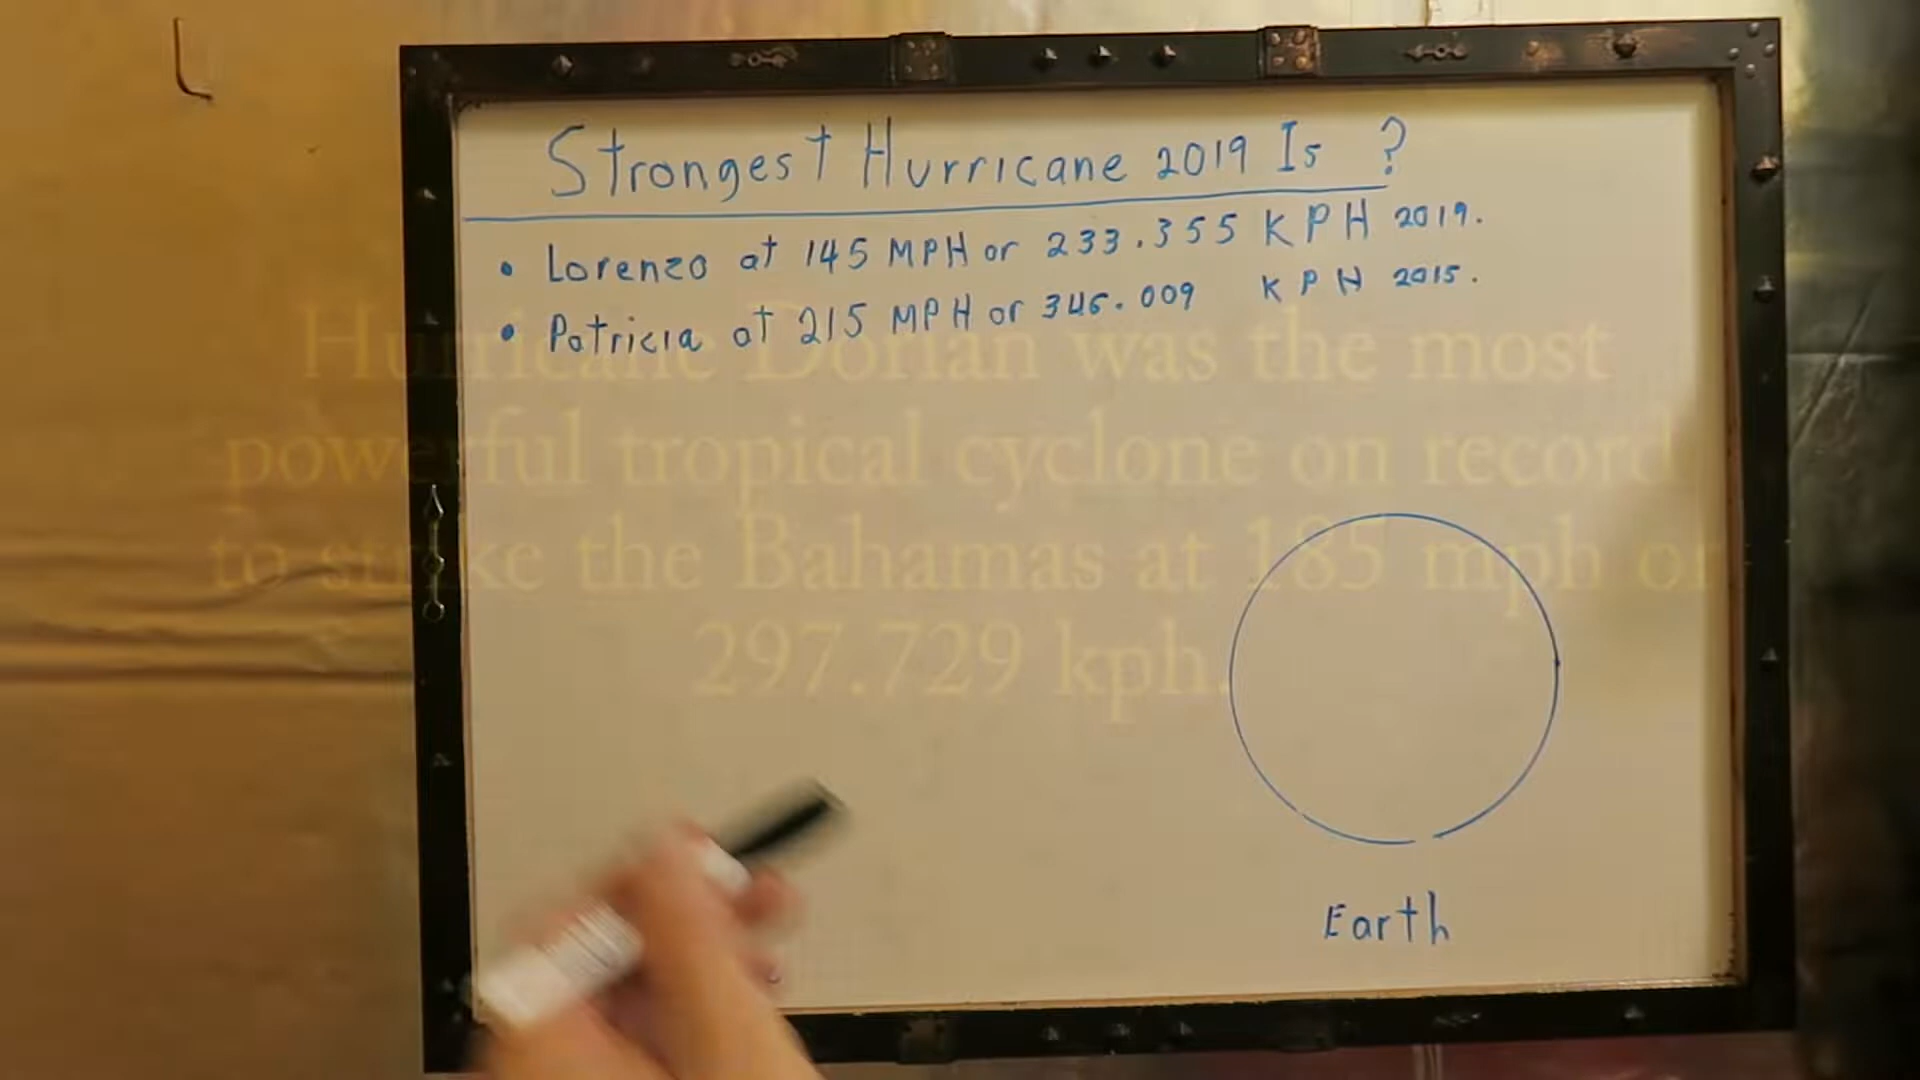 Strongest Hurricane 2019 Is ?
• Lorenzo at 145 MPH or 233.355 KPH 2019.
• Patricia at 215 MPH or 346.009 KPH 2015.
Hurricane Dorian was the most
powerful tropical cyclone on record
to strike the Bahamas at 185 mph or
297.729 kph.
Earth